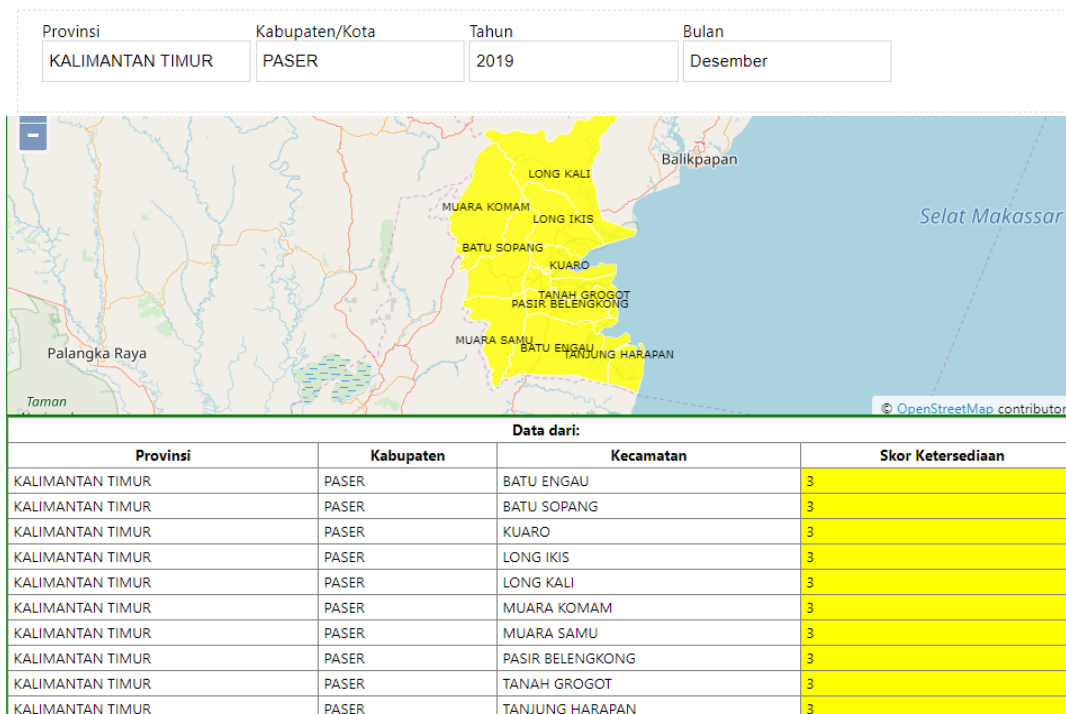 Provinsi Kabupaten/Kota Tahun Bulan
KALIMANTAN TIMUR PASER 2019 Desember
−
Balikpapan
LONG KALI
MUARA KOMAM
LONG IKIS
Selat Makassar
BATU SOPANG
KUARO
TANAH GROGOT
PASIR BELENGKONG
MUARA SAMU
BATU ENGAU
TANJUNG HARAPAN
Palangka Raya
Taman
© OpenStreetMap contributor
Data dari:
Provinsi Kabupaten Kecamatan Skor Ketersediaan
KALIMANTAN TIMUR PASER BATU ENGAU 3
KALIMANTAN TIMUR PASER BATU SOPANG 3
KALIMANTAN TIMUR PASER KUARO 3
KALIMANTAN TIMUR PASER LONG IKIS 3
KALIMANTAN TIMUR PASER LONG KALI 3
KALIMANTAN TIMUR PASER MUARA KOMAM 3
KALIMANTAN TIMUR PASER MUARA SAMU 3
KALIMANTAN TIMUR PASER PASIR BELENGKONG 3
KALIMANTAN TIMUR PASER TANAH GROGOT 3
KALIMANTAN TIMUR PASER TANJUNG HARAPAN 3